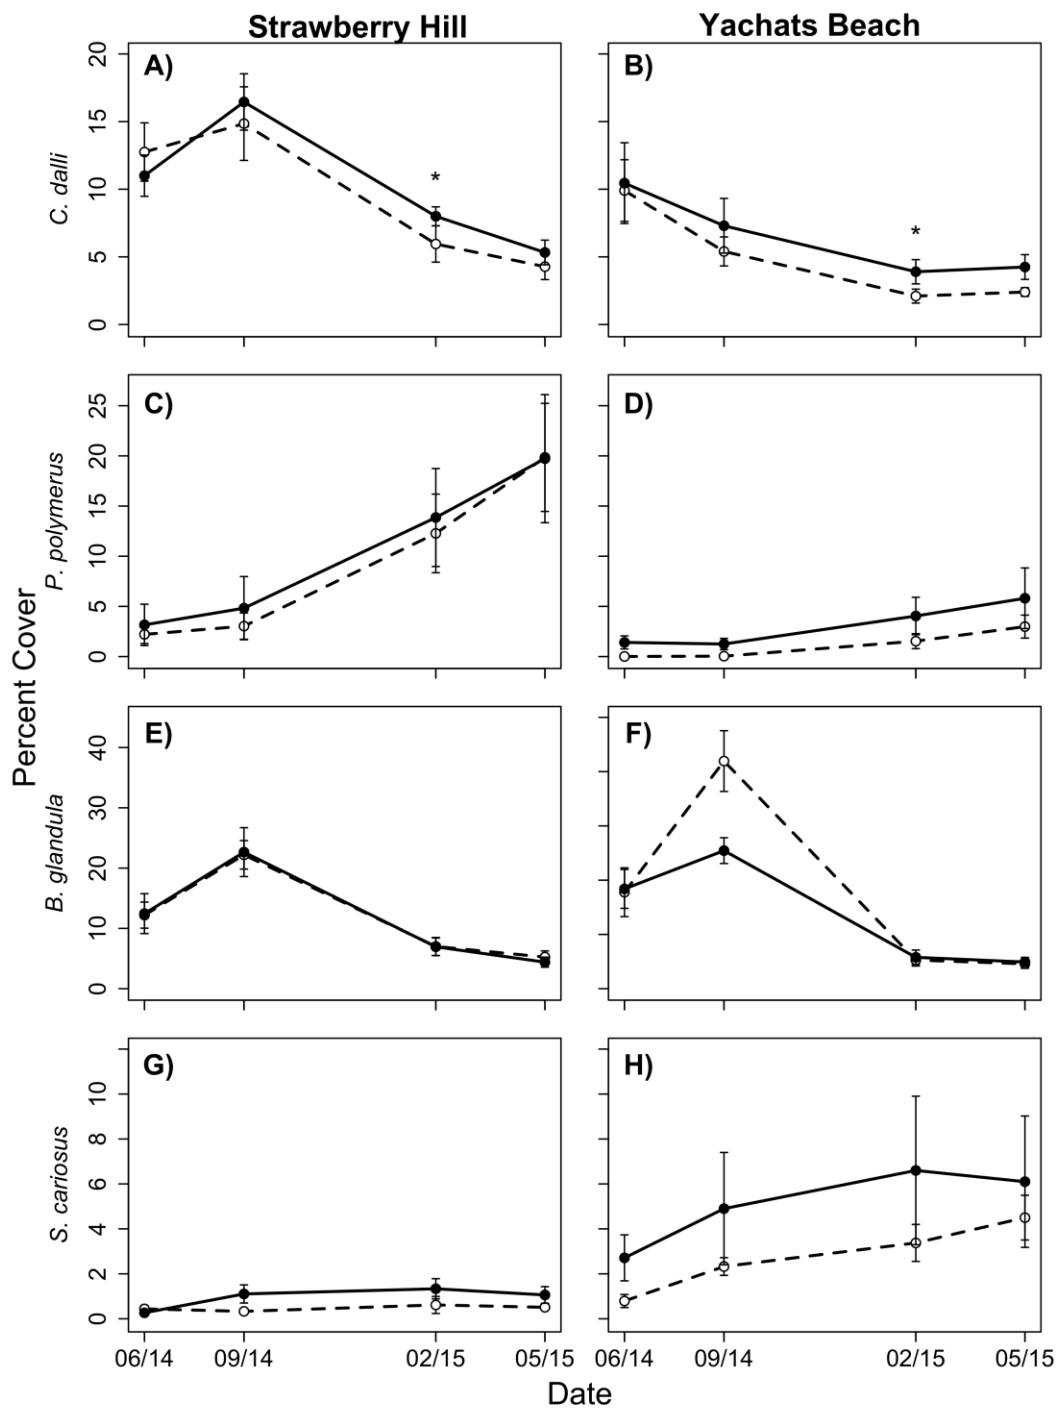 Strawberry Hill Yachats Beach
A) B)
20
15
10
5
0
C. dalli
* *
C) D)
25
20
15
10
5
0
P. polymerus
Percent Cover
E) F)
40
30
20
10
0
B. glandula
G) H)
10
8
6
4
2
0
S. cariosus
06/14 09/14 02/15 05/15 06/14 09/14 02/15 05/15
Date